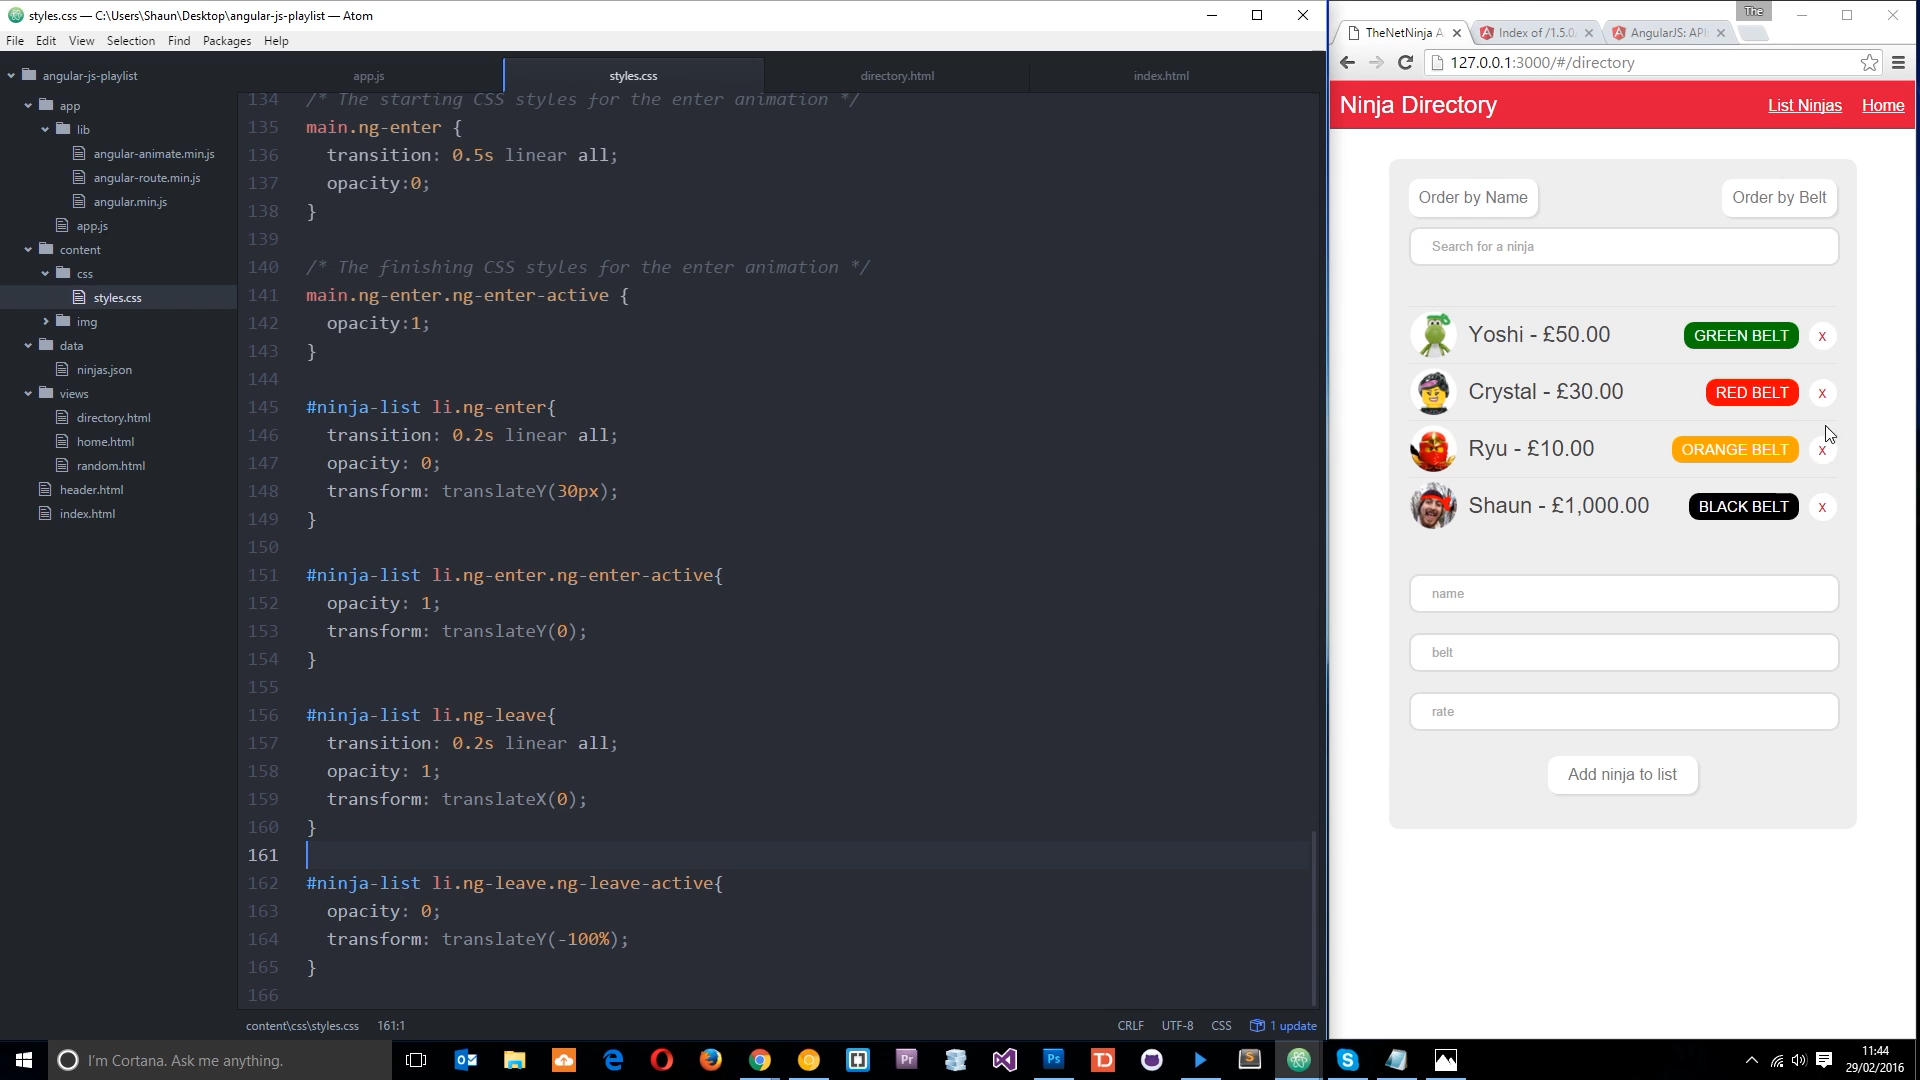 styles.css — C:\Users\Shaun\Desktop\angular-js-playlist — Atom
File Edit View Selection Find Packages Help
angular-js-playlist
app
lib
angular-animate.min.js
angular-route.min.js
angular.min.js
app.js
content
css
styles.css
img
data
ninjas.json
views
directory.html
home.html
random.html
header.html
index.html
app.js styles.css directory.html index.html
134 /* The starting CSS styles for the enter animation */
135 main.ng-enter {
136 transition: 0.5s linear all;
137 opacity:0;
138 }
139
140 /* The finishing CSS styles for the enter animation */
141 main.ng-enter.ng-enter-active {
142 opacity:1;
143 }
144
145 #ninja-list li.ng-enter{
146 transition: 0.2s linear all;
147 opacity: 0;
148 transform: translateY(30px);
149 }
150
151 #ninja-list li.ng-enter.ng-enter-active{
152 opacity: 1;
153 transform: translateY(0);
154 }
155
156 #ninja-list li.ng-leave{
157 transition: 0.2s linear all;
158 opacity: 1;
159 transform: translateX(0);
160 }
161
162 #ninja-list li.ng-leave.ng-leave-active{
163 opacity: 0;
164 transform: translateY(-100%);
165 }
166
content\css\styles.css 161:1 CRLF UTF-8 CSS 1 update
The
TheNetNinja A Index of /1.5.0/ AngularJS: API
127.0.0.1:3000/#/directory
Ninja Directory List Ninjas Home
Order by Name Order by Belt
Search for a ninja
Yoshi - £50.00 GREEN BELT x
Crystal - £30.00 RED BELT x
Ryu - £10.00 ORANGE BELT x
Shaun - £1,000.00 BLACK BELT x
name
belt
rate
Add ninja to list
I'm Cortana. Ask me anything.
Pr Ps TD S
11:44
29/02/2016